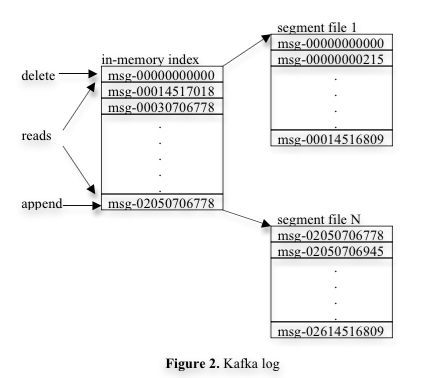 segment file 1
msg-00000000000
msg-00000000215
.
.
.
.
msg-00014516809
in-memory index
delete
msg-00000000000
msg-00014517018
msg-00030706778
reads
.
.
.
.
.
append
msg-02050706778
segment file N
msg-02050706778
msg-02050706945
.
.
.
.
msg-02614516809
Figure 2. Kafka log